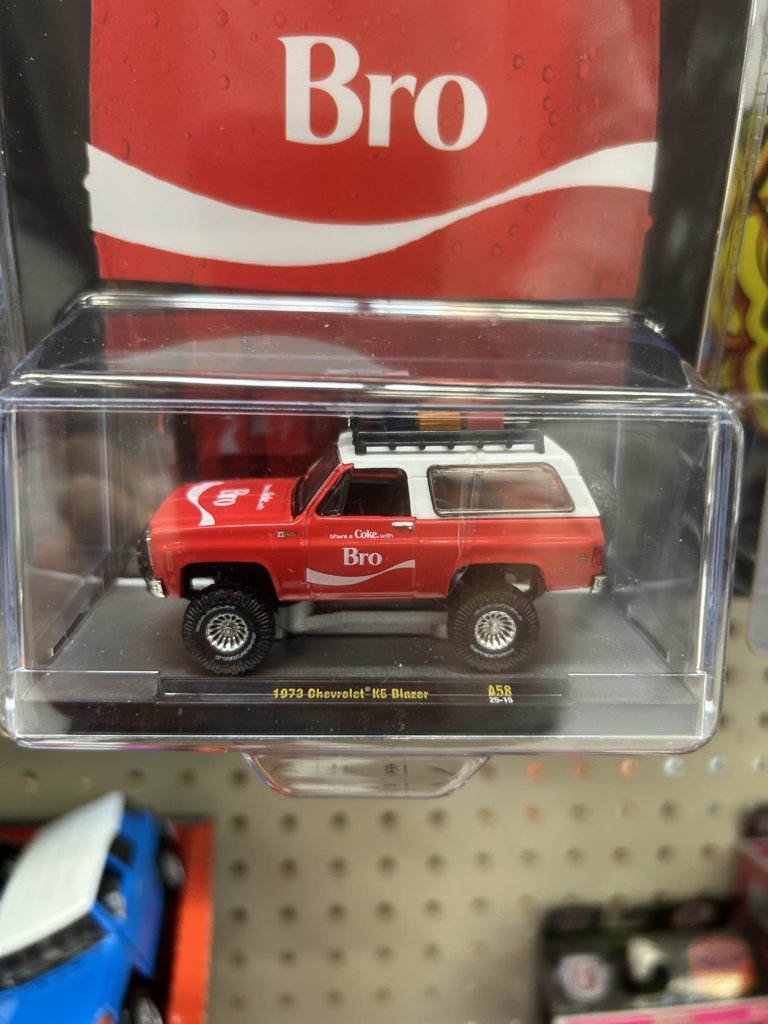 Bro
Bro
Share a Coke with
Bro
1973 Chevrolet® K5 Blazer
A58
25-15